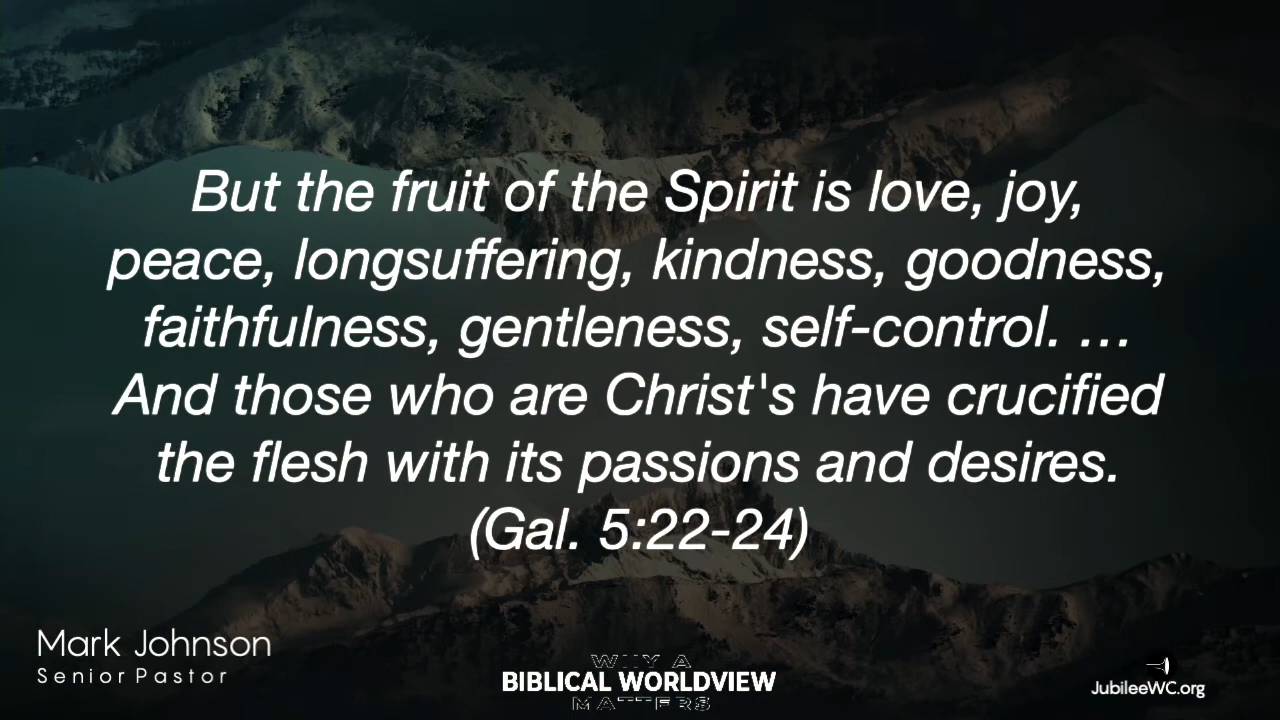 But the fruit of the Spirit is love, joy,
peace, longsuffering, kindness, goodness,
faithfulness, gentleness, self-control. ...
And those who are Christ's have crucified
the flesh with its passions and desires.
(Gal. 5:22-24)
Mark Johnson
Senior Pastor
WHY A
BIBLICAL WORLDVIEW
MATTERS
JubileeWC.org